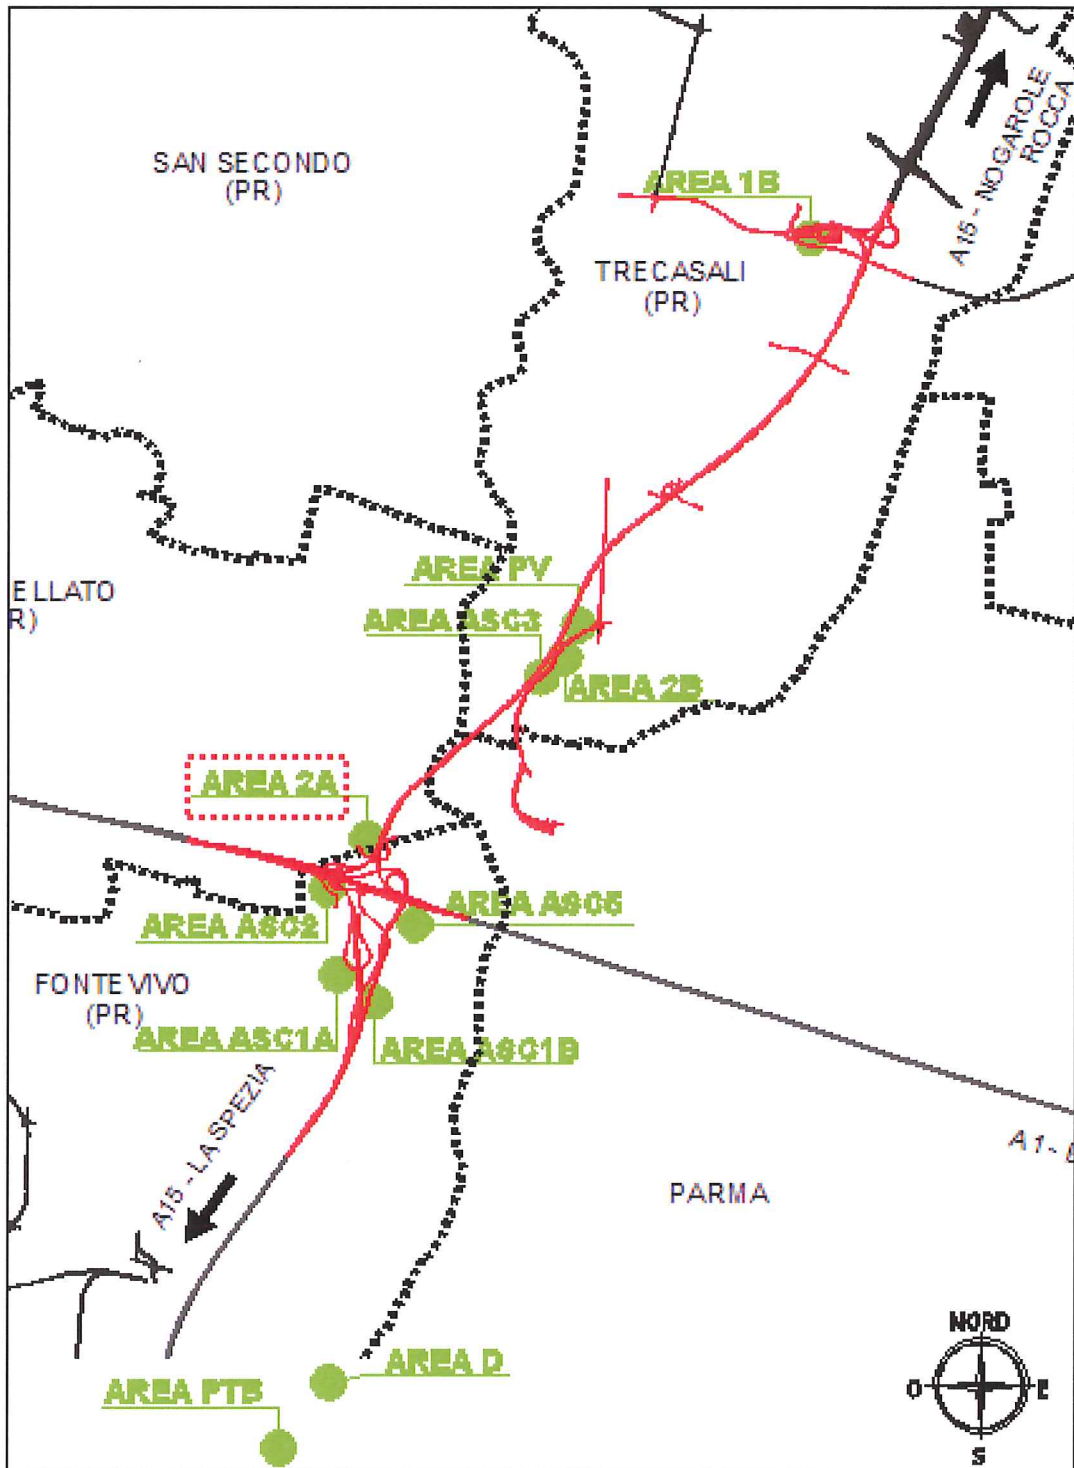 SAN SECONDO
(PR)
AREA 1B
A15 - NOGAROLE
ROCCA
TRECASALI
(PR)
AREA PV
ELLATO
R)
AREA ASC3
AREA 2B
AREA 2A
AREA ASC5
AREA ASC2
FONTEVIVO
(PR)
AREA ASC1A
AREA ASC1B
A15 - LA SPEZIA
A1 -
PARMA
NORD
O
E
S
AREA D
AREA PTB